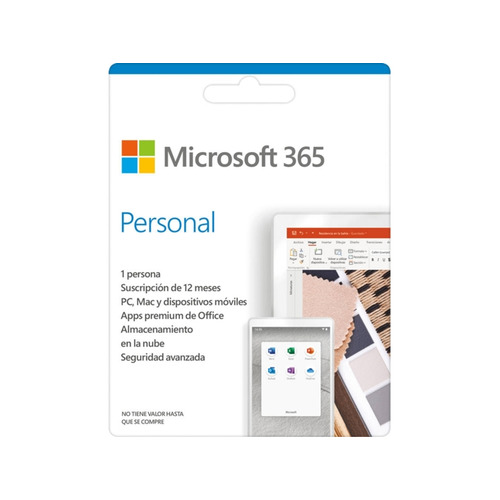 Microsoft 365
Personal
1 persona
Suscripción de 12 meses
PC, Mac y dispositivos móviles
Apps premium de Office
Almacenamiento
en la nube
Seguridad avanzada
NO TIENE VALOR HASTA
QUE SE COMPRE
Microsoft